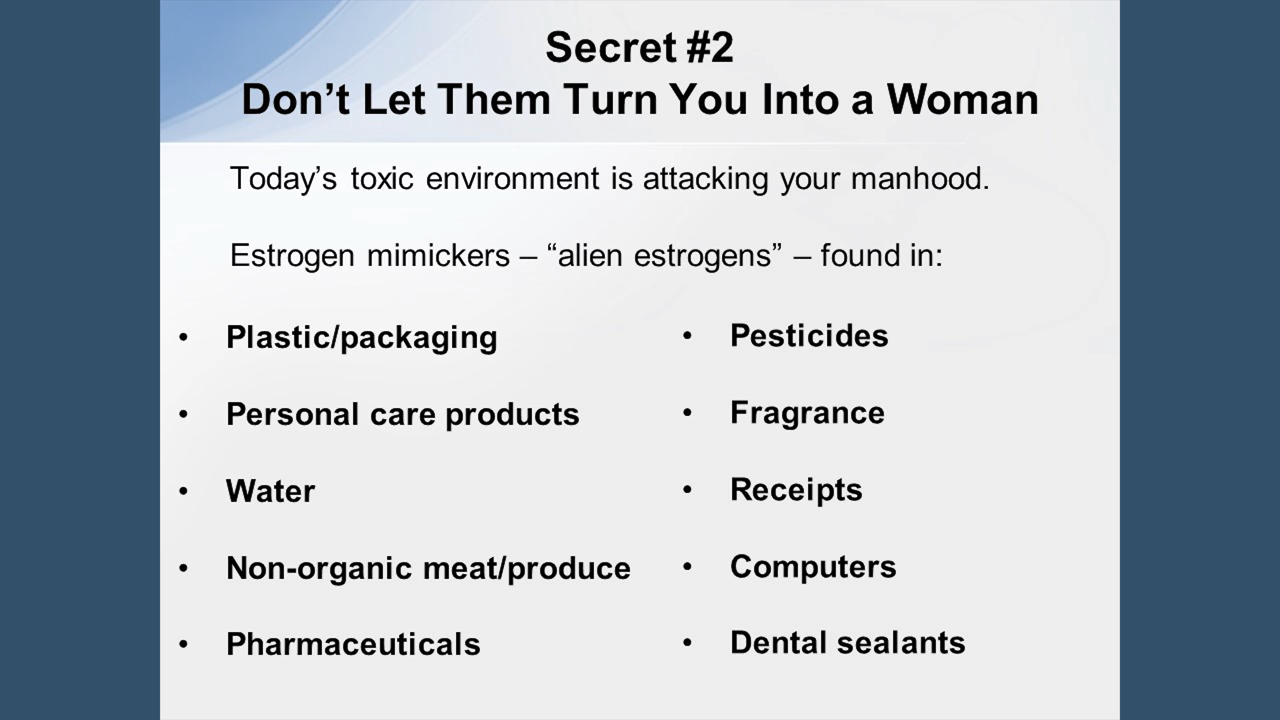 Secret #2
Don’t Let Them Turn You Into a Woman
Today’s toxic environment is attacking your manhood.
Estrogen mimickers – “alien estrogens” – found in:
• Plastic/packaging
• Personal care products
• Water
• Non-organic meat/produce
• Pharmaceuticals
• Pesticides
• Fragrance
• Receipts
• Computers
• Dental sealants